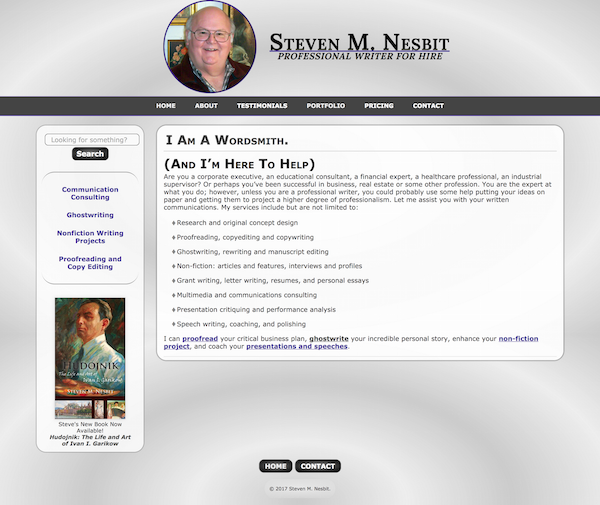 Steven M. Nesbit
PROFESSIONAL WRITER FOR HIRE
HOME ABOUT TESTIMONIALS PORTFOLIO PRICING CONTACT
Looking for something?
Search
Communication
Consulting
Ghostwriting
Nonfiction Writing
Projects
Proofreading and
Copy Editing
HUDOJNIK
The Life and Art of
Ivan I. Garikow
STEVEN M. NESBIT
Steve's New Book Now
Available!
Hudojnik: The Life and Art
of Ivan I. Garikow
I Am A Wordsmith.
(And I'm Here To Help)
Are you a corporate executive, an educational consultant, a financial expert, a healthcare professional, an industrial
supervisor? Or perhaps you've been successful in business, real estate or some other profession. You are the expert at
what you do; however, unless you are a professional writer, you could probably use some help putting your ideas on
paper and getting them to project a higher degree of professionalism. Let me assist you with your written
communications. My services include but are not limited to:
♦Research and original concept design
♦Proofreading, copyediting and copywriting
♦Ghostwriting, rewriting and manuscript editing
♦Non-fiction: articles and features, interviews and profiles
♦Grant writing, letter writing, resumes, and personal essays
♦Multimedia and communications consulting
♦Presentation critiquing and performance analysis
♦Speech writing, coaching, and polishing
I can proofread your critical business plan, ghostwrite your incredible personal story, enhance your non-fiction
project, and coach your presentations and speeches.
HOME CONTACT
© 2017 Steven M. Nesbit.